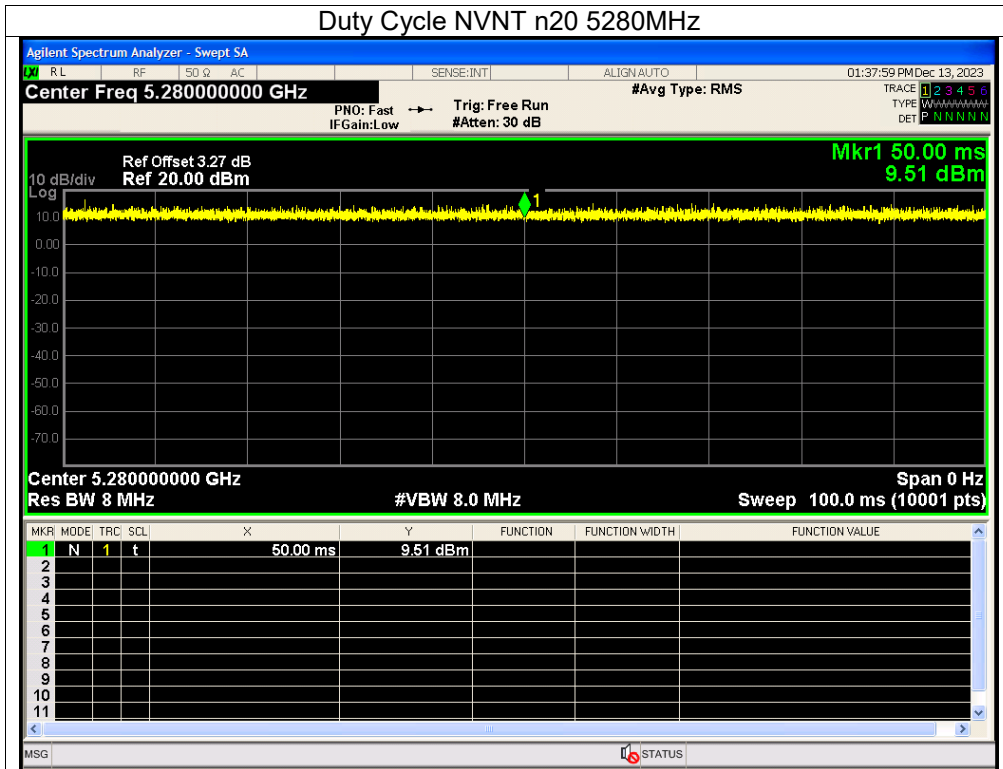 Duty Cycle NVNT n20 5280MHz
Agilent Spectrum Analyzer - Swept SA
LXI RL RF 50 Ω AC SENSE:INT ALIGN AUTO 01:37:59 PM Dec 13, 2023
Center Freq 5.280000000 GHz #Avg Type: RMS TRACE 1 2 3 4 5 6
PNO: Fast Trig: Free Run TYPE WWWWWW
IFGain:Low #Atten: 30 dB DET P N N N N N
Mkr1 50.00 ms
Ref Offset 3.27 dB
10 dB/div Ref 20.00 dBm 9.51 dBm
Log
1
10.0
0.00
-10.0
-20.0
-30.0
-40.0
-50.0
-60.0
-70.0
Center 5.280000000 GHz Span 0 Hz
Res BW 8 MHz #VBW 8.0 MHz Sweep 100.0 ms (10001 pts)
MKR MODE TRC SCL X Y FUNCTION FUNCTION WIDTH FUNCTION VALUE
1 N 1 t 50.00 ms 9.51 dBm
2
3
4
5
6
7
8
9
10
11
MSG STATUS